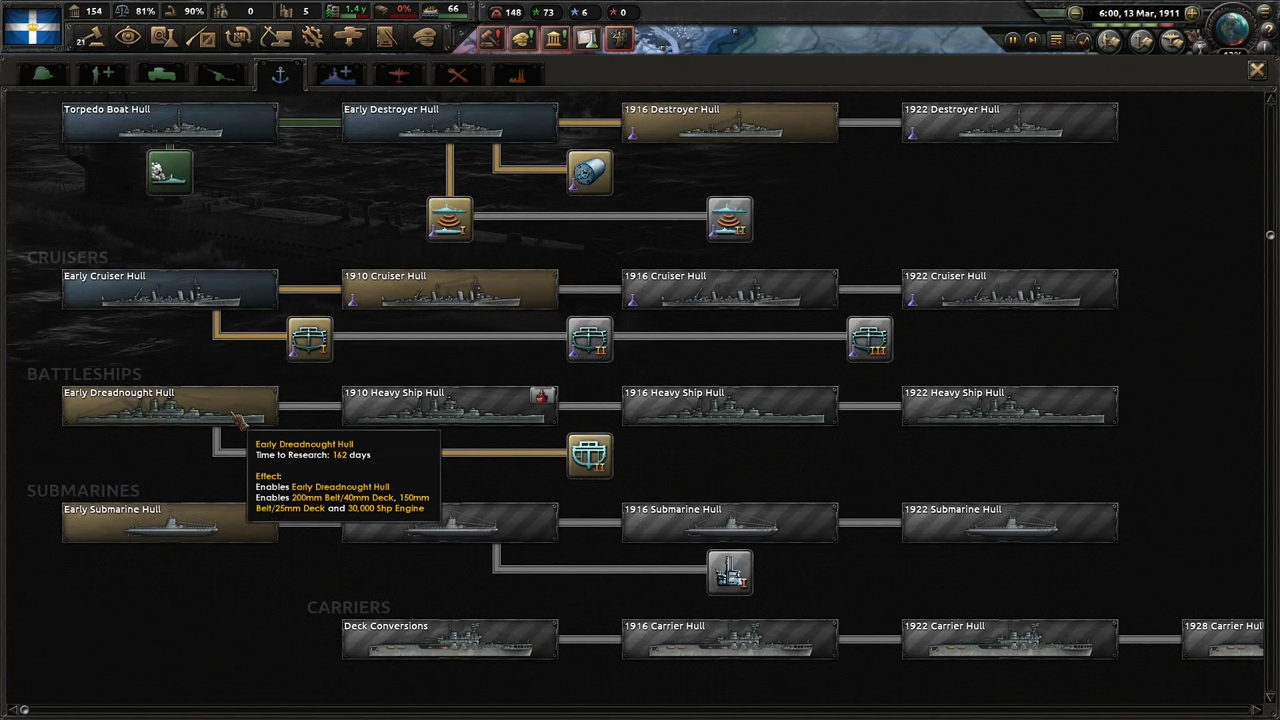 154 81% 90% 0 5 1.4y 0% 66 148 73 6 0 6:00, 13 Mar, 1911
21
Torpedo Boat Hull Early Destroyer Hull 1916 Destroyer Hull 1922 Destroyer Hull
I II
CRUISERS
Early Cruiser Hull 1910 Cruiser Hull 1916 Cruiser Hull 1922 Cruiser Hull
I II III
BATTLESHIPS
Early Dreadnought Hull 1910 Heavy Ship Hull 1916 Heavy Ship Hull 1922 Heavy Ship Hull
Early Dreadnought Hull
Time to Research: 162 days
II
Effect:
Enables Early Dreadnought Hull
Enables 200mm Belt/40mm Deck, 150mm
Belt/25mm Deck and 30,000 Shp Engine
SUBMARINES
Early Submarine Hull 1916 Submarine Hull 1922 Submarine Hull
I
CARRIERS
Deck Conversions 1916 Carrier Hull 1922 Carrier Hull 1928 Carrier Hul